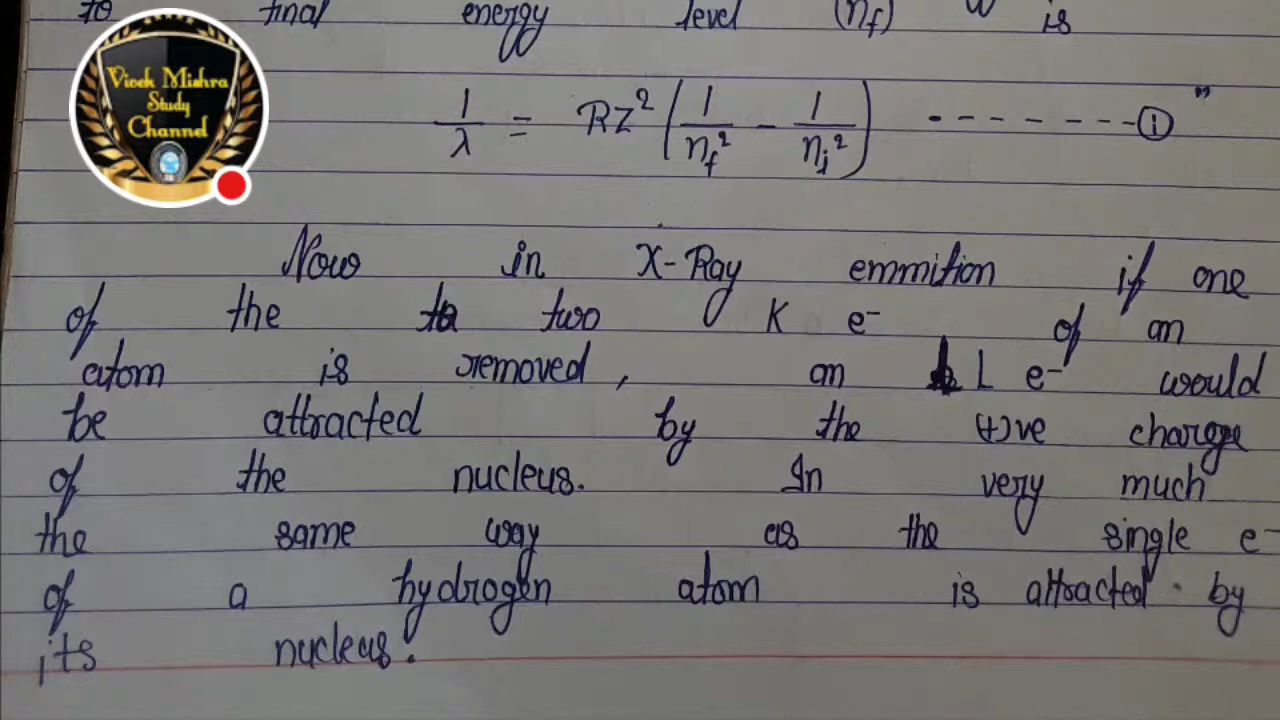 to final energy level (nf) is
Vivek Mishra
Study
Channel
1/λ = RZ² (1/nf² - 1/ni²) -------①"
Now in X-Ray emmition if one
of the two K e⁻ of an
atom is removed, an L e⁻ would
be attracted by the (+)ve charge
of the nucleus. In very much
the same way as the single e⁻
of a hydrogen atom is attracted by
its nucleus.